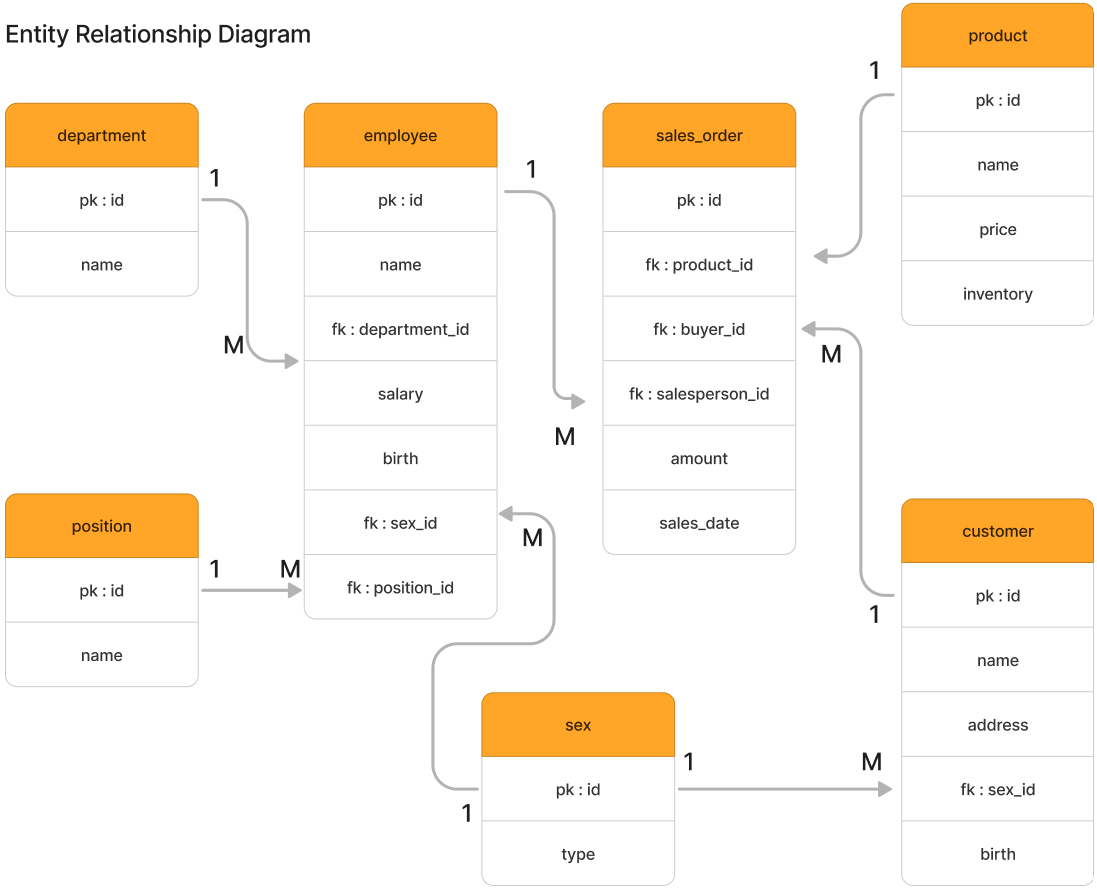 Entity Relationship Diagram
department
pk : id
name
1
M
position
pk : id
name
1
M
employee
pk : id
name
fk : department_id
salary
birth
fk : sex_id
fk : position_id
1
M
M
sales_order
pk : id
fk : product_id
fk : buyer_id
fk : salesperson_id
amount
sales_date
product
pk : id
name
price
inventory
1
M
1
customer
pk : id
name
address
fk : sex_id
birth
sex
pk : id
type
1
1
M